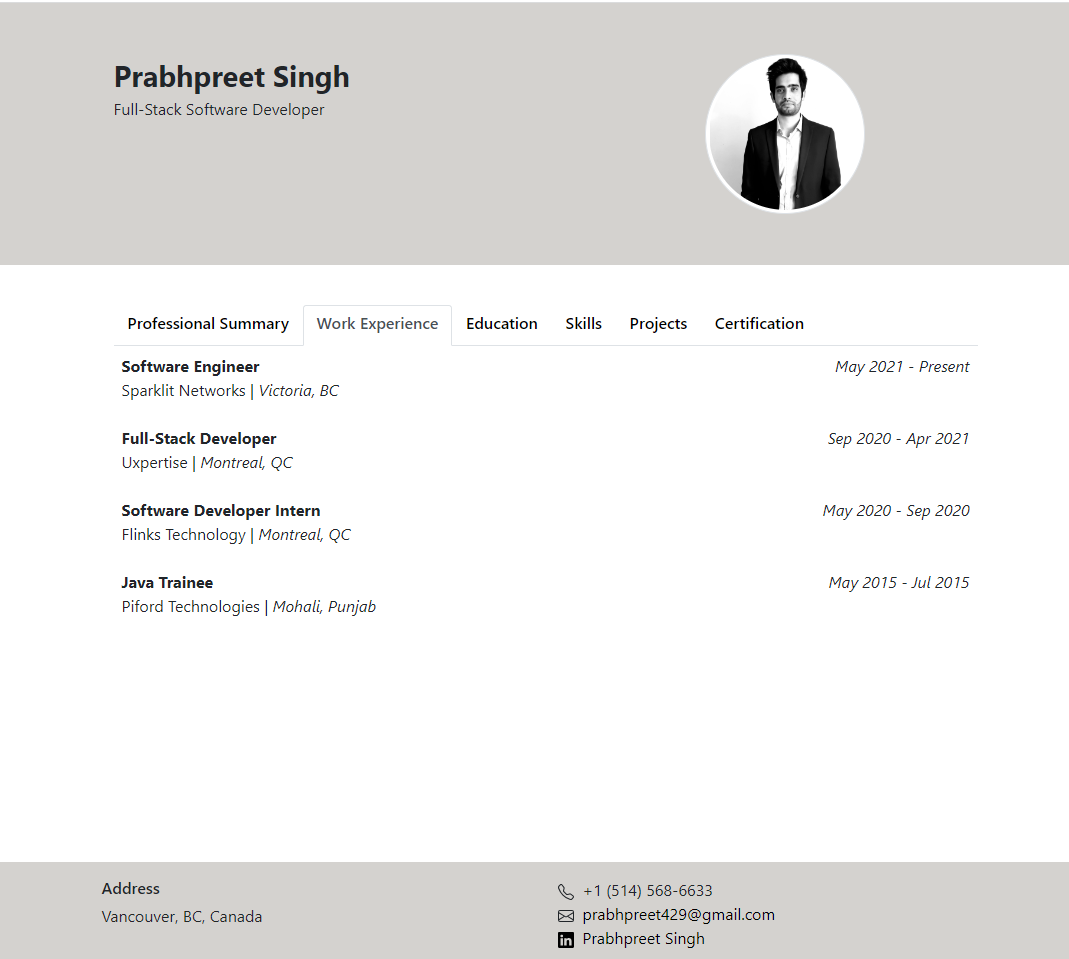 Prabhpreet Singh
Full-Stack Software Developer
Professional Summary Work Experience Education Skills Projects Certification
Software Engineer May 2021 - Present
Sparklit Networks | Victoria, BC
Full-Stack Developer Sep 2020 - Apr 2021
Uxpertise | Montreal, QC
Software Developer Intern May 2020 - Sep 2020
Flinks Technology | Montreal, QC
Java Trainee May 2015 - Jul 2015
Piford Technologies | Mohali, Punjab
Address
Vancouver, BC, Canada
+1 (514) 568-6633
prabhpreet429@gmail.com
in Prabhpreet Singh